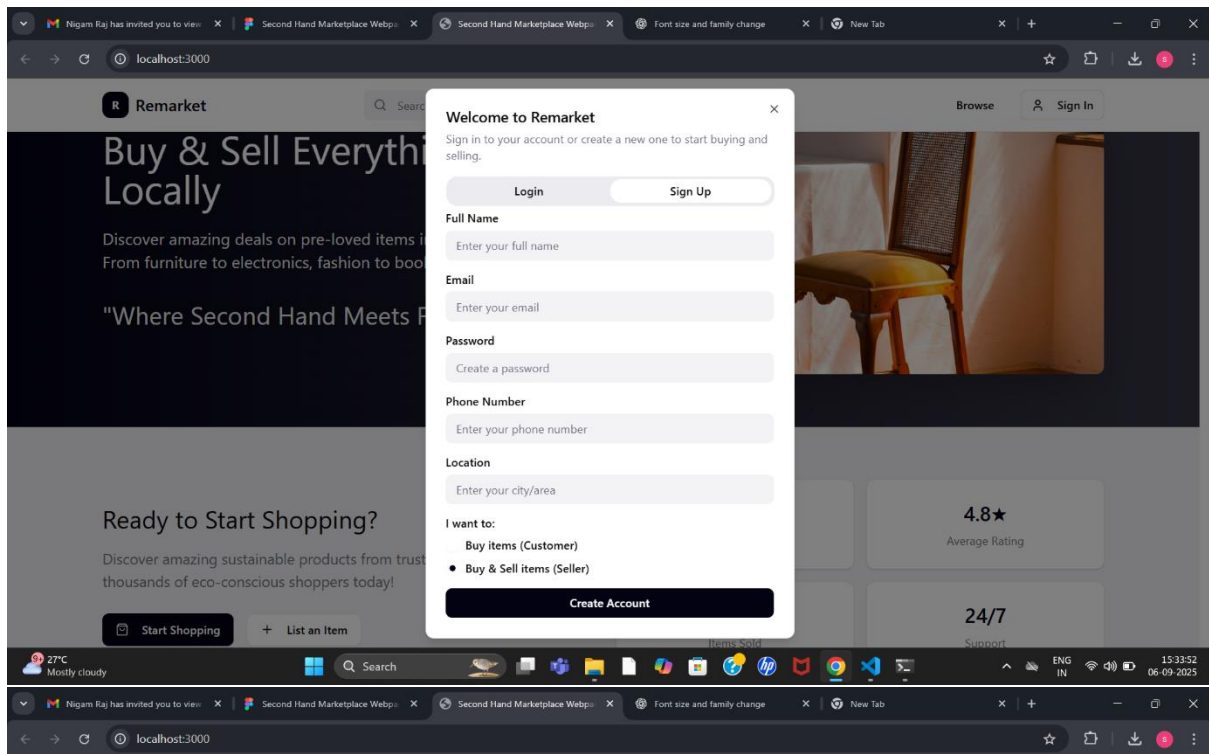 Nigam Raj has invited you to view
Second Hand Marketplace Webpa
Second Hand Marketplace Webpa
Font size and family change
New Tab
localhost:3000
R Remarket
Searc
Browse
Sign In
Buy & Sell Everythi
Locally
Discover amazing deals on pre-loved items i
From furniture to electronics, fashion to boo
"Where Second Hand Meets F
Welcome to Remarket
Sign in to your account or create a new one to start buying and
selling.
Login
Sign Up
Full Name
Enter your full name
Email
Enter your email
Password
Create a password
Phone Number
Enter your phone number
Location
Enter your city/area
I want to:
Buy items (Customer)
Buy & Sell items (Seller)
Create Account
Ready to Start Shopping?
Discover amazing sustainable products from trust
thousands of eco-conscious shoppers today!
Start Shopping
+ List an Item
4.8★
Average Rating
Items Sold
24/7
Support
9+
27°C
Mostly cloudy
Search
hp
ENG
IN
15:33:52
06-09-2025
Nigam Raj has invited you to view
Second Hand Marketplace Webpa
Second Hand Marketplace Webpa
Font size and family change
New Tab
localhost:3000